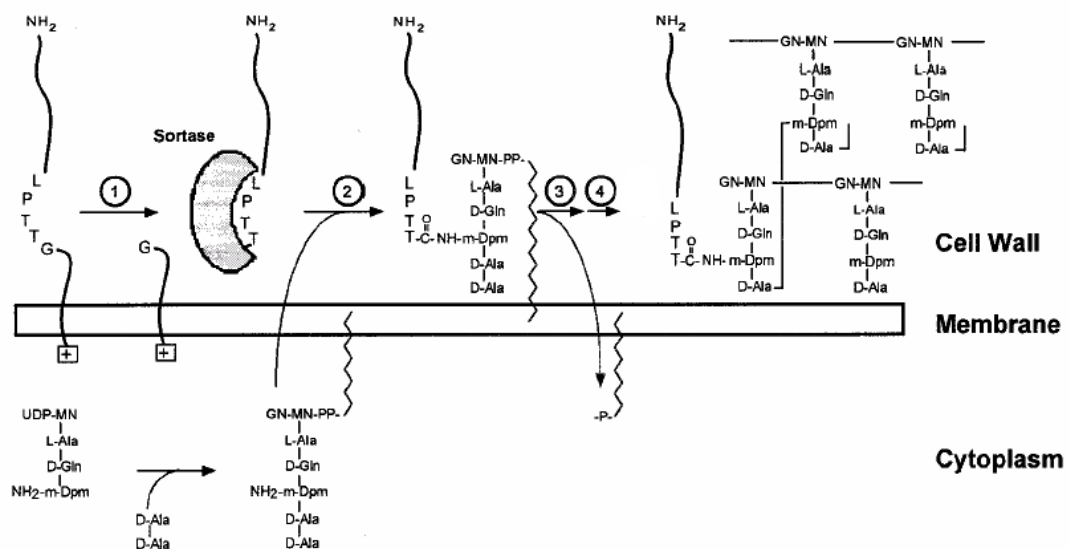 NH2
NH2
NH2
NH2
Sortase
L
P
T
T
G
1
G
L
P
T
T
2
L
P
T
T-C-NH-m-Dpm
O
GN-MN-PP-
L-Ala
D-Gln
D-Ala
D-Ala
3
4
L
P
T
T-C-NH-m-Dpm
O
GN-MN
GN-MN
L-Ala
L-Ala
D-Gln
D-Gln
m-Dpm
m-Dpm
D-Ala
D-Ala
GN-MN
GN-MN
L-Ala
L-Ala
D-Gln
D-Gln
m-Dpm
D-Ala
D-Ala
Cell Wall
Membrane
+
+
UDP-MN
L-Ala
D-Gln
NH2-m-Dpm
D-Ala
D-Ala
GN-MN-PP-
L-Ala
D-Gln
NH2-m-Dpm
D-Ala
D-Ala
-P-
Cytoplasm